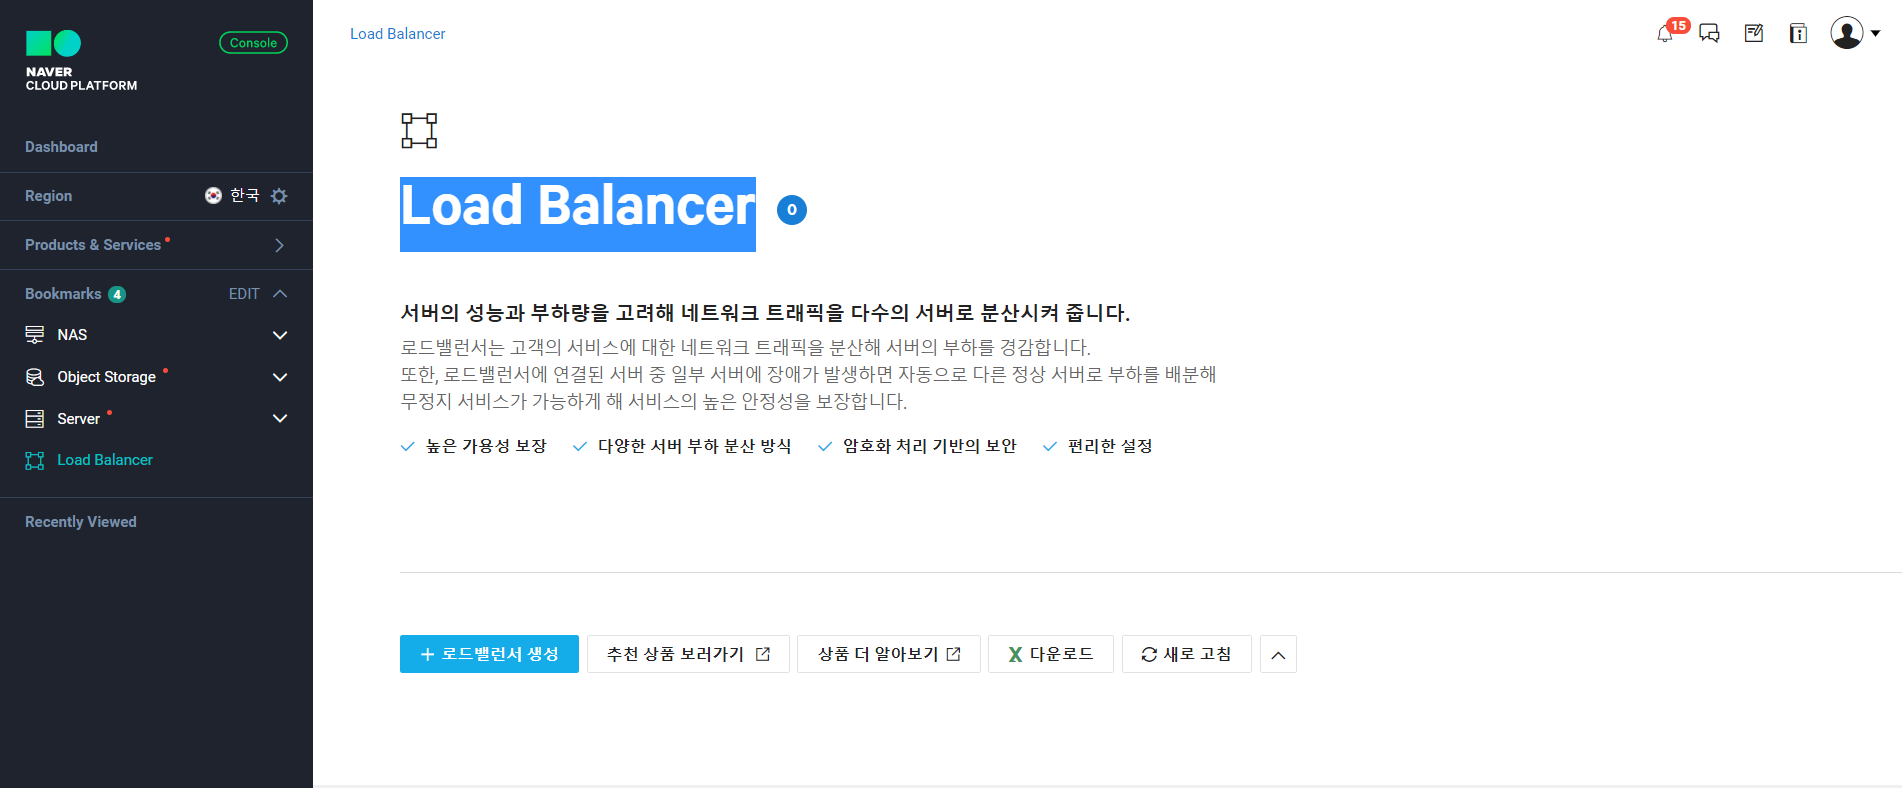 NAVER
CLOUD PLATFORM
Console
Dashboard
Region 한국
Products & Services
Bookmarks 4 EDIT
NAS
Object Storage
Server
Load Balancer
Recently Viewed
Load Balancer
15
Load Balancer 0
서버의 성능과 부하량을 고려해 네트워크 트래픽을 다수의 서버로 분산시켜 줍니다.
로드밸런서는 고객의 서비스에 대한 네트워크 트래픽을 분산해 서버의 부하를 경감합니다.
또한, 로드밸런서에 연결된 서버 중 일부 서버에 장애가 발생하면 자동으로 다른 정상 서버로 부하를 배분해
무정지 서비스가 가능하게 해 서비스의 높은 안정성을 보장합니다.
높은 가용성 보장 다양한 서버 부하 분산 방식 암호화 처리 기반의 보안 편리한 설정
+ 로드밸런서 생성 추천 상품 보러가기 상품 더 알아보기 X 다운로드 새로 고침